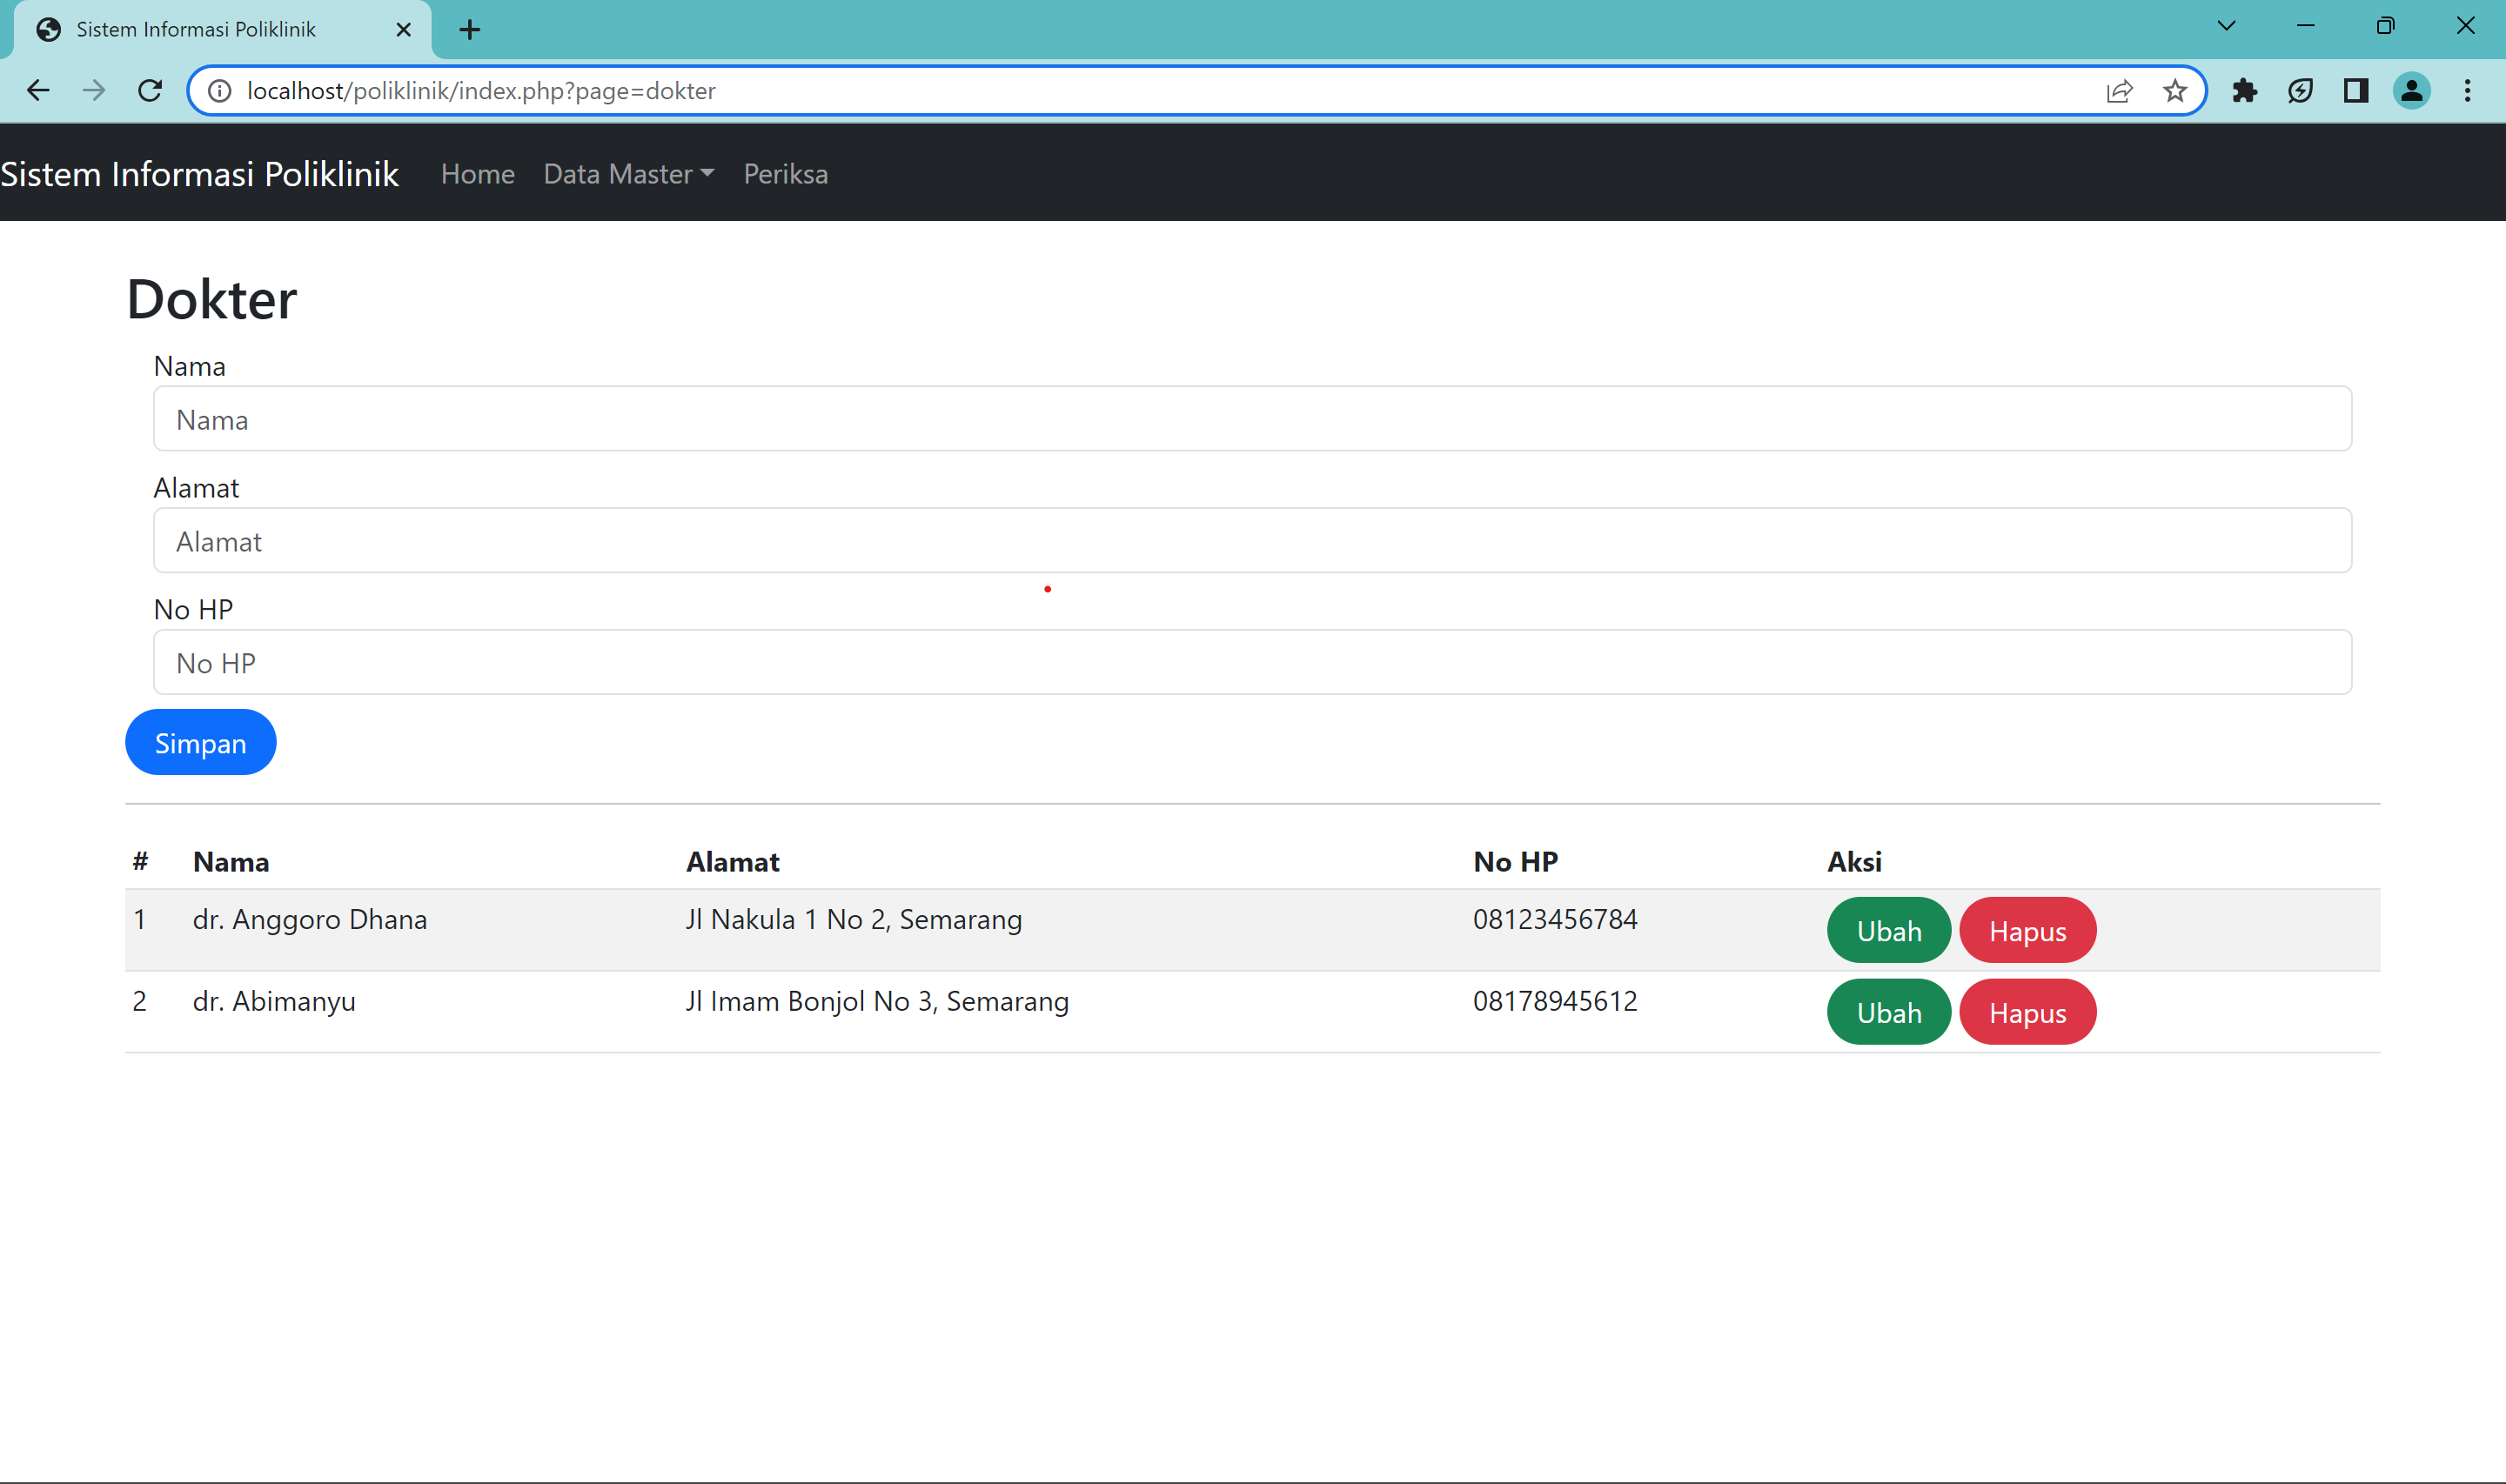 Sistem Informasi Poliklinik
localhost/poliklinik/index.php?page=dokter
Sistem Informasi Poliklinik Home Data Master Periksa
Dokter
Nama
Nama
Alamat
Alamat
No HP
No HP
Simpan
# Nama Alamat No HP Aksi
1 dr. Anggoro Dhana Jl Nakula 1 No 2, Semarang 08123456784 Ubah Hapus
2 dr. Abimanyu Jl Imam Bonjol No 3, Semarang 08178945612 Ubah Hapus